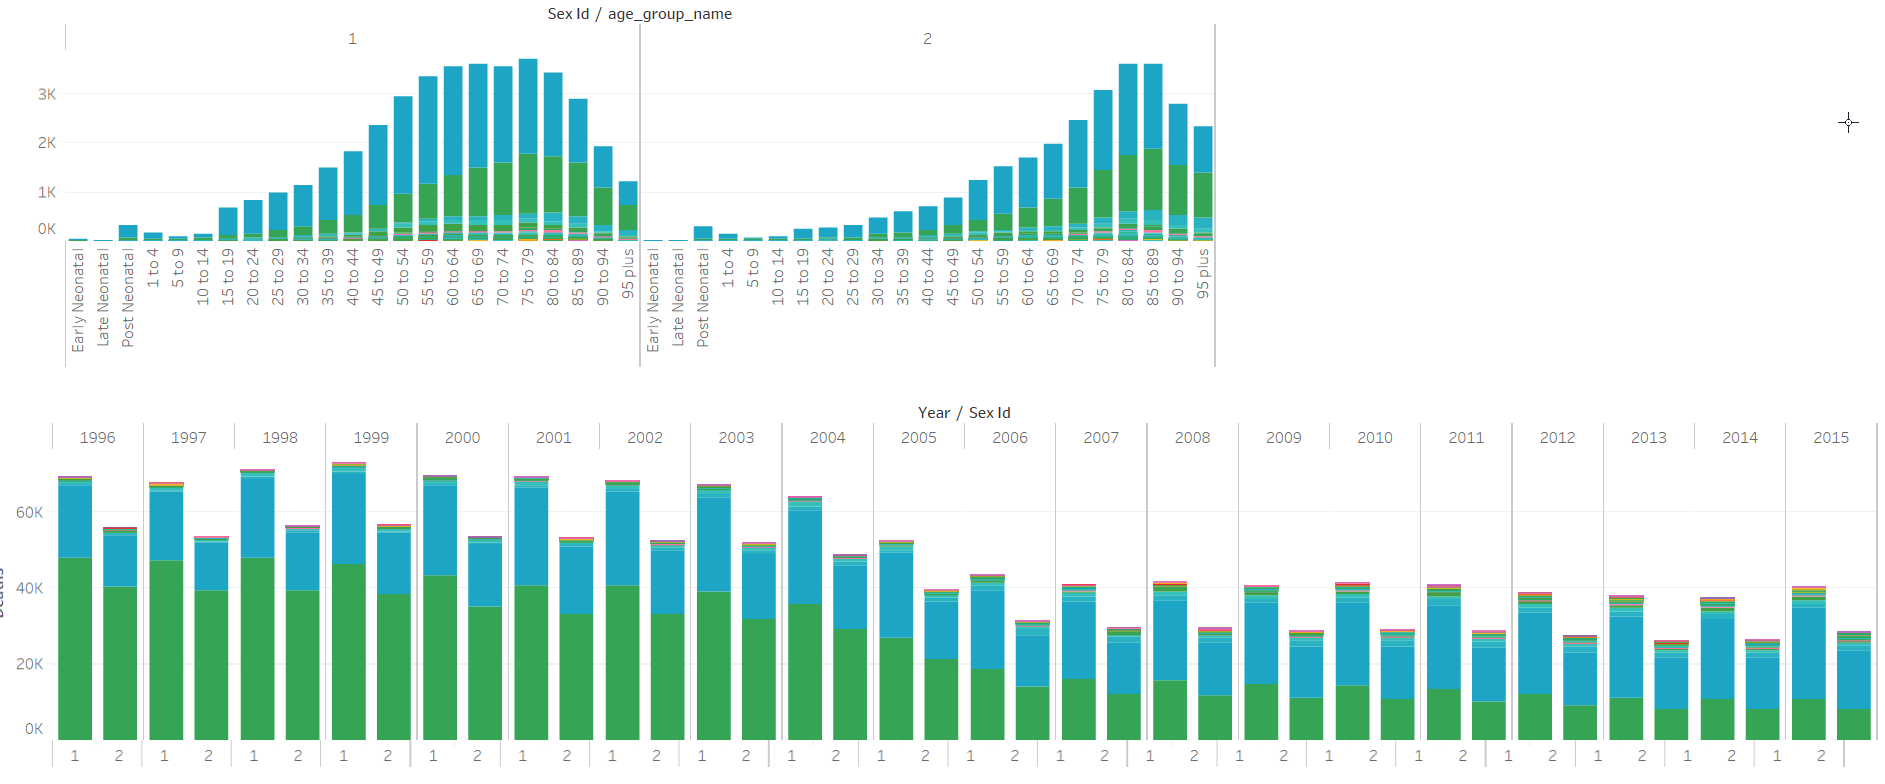 Sex Id / age_group_name
1 2
3K
2K
1K
0K
Early Neonatal Late Neonatal Post Neonatal 1 to 4 5 to 9 10 to 14 15 to 19 20 to 24 25 to 29 30 to 34 35 to 39 40 to 44 45 to 49 50 to 54 55 to 59 60 to 64 65 to 69 70 to 74 75 to 79 80 to 84 85 to 89 90 to 94 95 plus Early Neonatal Late Neonatal Post Neonatal 1 to 4 5 to 9 10 to 14 15 to 19 20 to 24 25 to 29 30 to 34 35 to 39 40 to 44 45 to 49 50 to 54 55 to 59 60 to 64 65 to 69 70 to 74 75 to 79 80 to 84 85 to 89 90 to 94 95 plus
Year / Sex Id
1996 1997 1998 1999 2000 2001 2002 2003 2004 2005 2006 2007 2008 2009 2010 2011 2012 2013 2014 2015
60K
40K
20K
0K
1 2 1 2 1 2 1 2 1 2 1 2 1 2 1 2 1 2 1 2 1 2 1 2 1 2 1 2 1 2 1 2 1 2 1 2 1 2 1 2